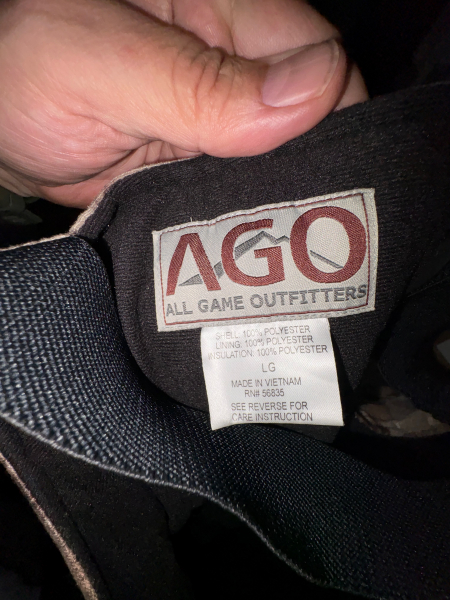 AGO
ALL GAME OUTFITTERS
SHELL: 100% POLYESTER
LINING: 100% POLYESTER
INSULATION: 100% POLYESTER
LG
MADE IN VIETNAM
RN# 56835
SEE REVERSE FOR
CARE INSTRUCTION